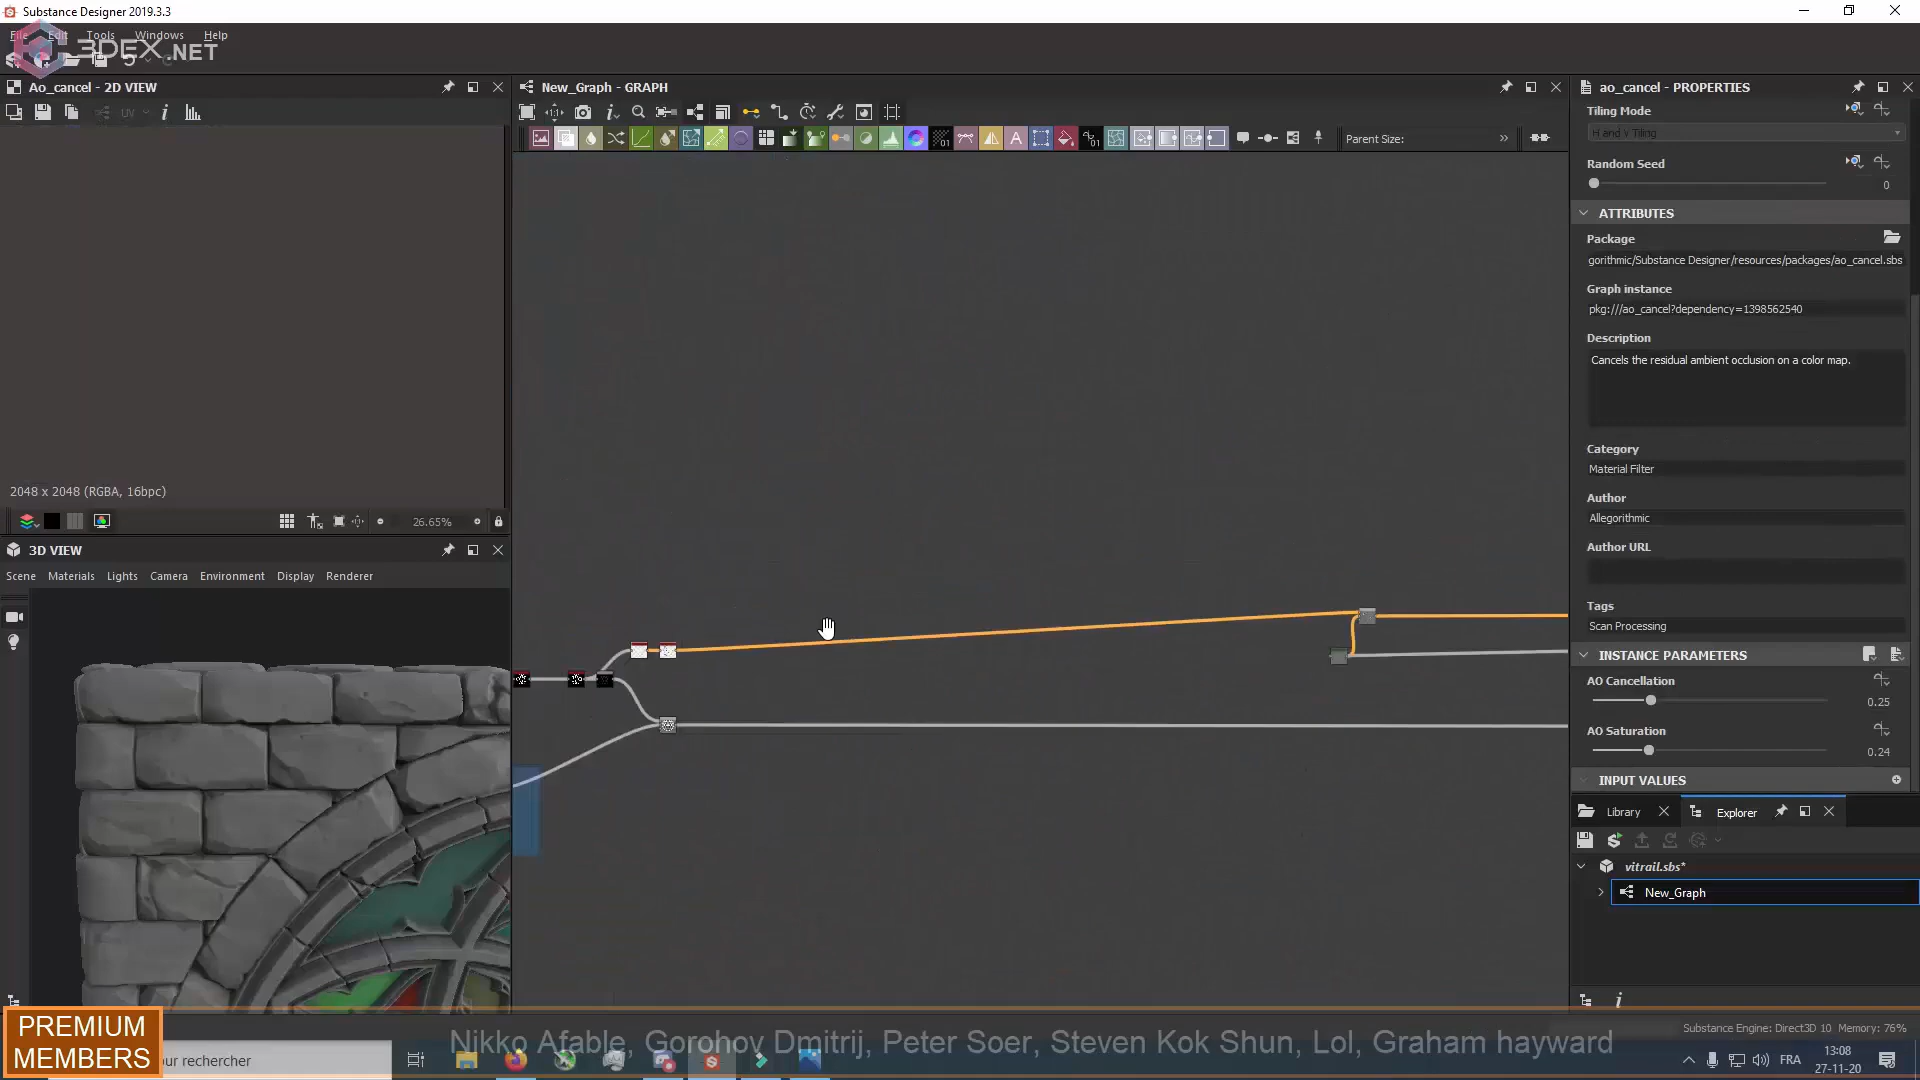 Substance Designer 2019.3.3
File Edit Tools Windows Help
3DEX.NET
Ao_cancel - 2D VIEW
UV
2048 x 2048 (RGBA, 16bpc)
26.65%
3D VIEW
Scene Materials Lights Camera Environment Display Renderer
New_Graph - GRAPH
Parent Size:
ao_cancel - PROPERTIES
Tiling Mode
H and V Tiling
Random Seed
0
ATTRIBUTES
Package
gorithmic/Substance Designer/resources/packages/ao_cancel.sbs
Graph instance
pkg:///ao_cancel?dependency=1398562540
Description
Cancels the residual ambient occlusion on a color map.
Category
Material Filter
Author
Allegorithmic
Author URL
Tags
Scan Processing
INSTANCE PARAMETERS
AO Cancellation
0.25
AO Saturation
0.24
INPUT VALUES
Library Explorer
vitrail.sbs*
New_Graph
Substance Engine: Direct3D 10 Memory: 76%
PREMIUM
MEMBERS
Nikko Afable, Gorohov Dmitrij, Peter Soer, Steven Kok Shun, Lol, Graham hayward
our rechercher
FRA
13:08
27-11-20